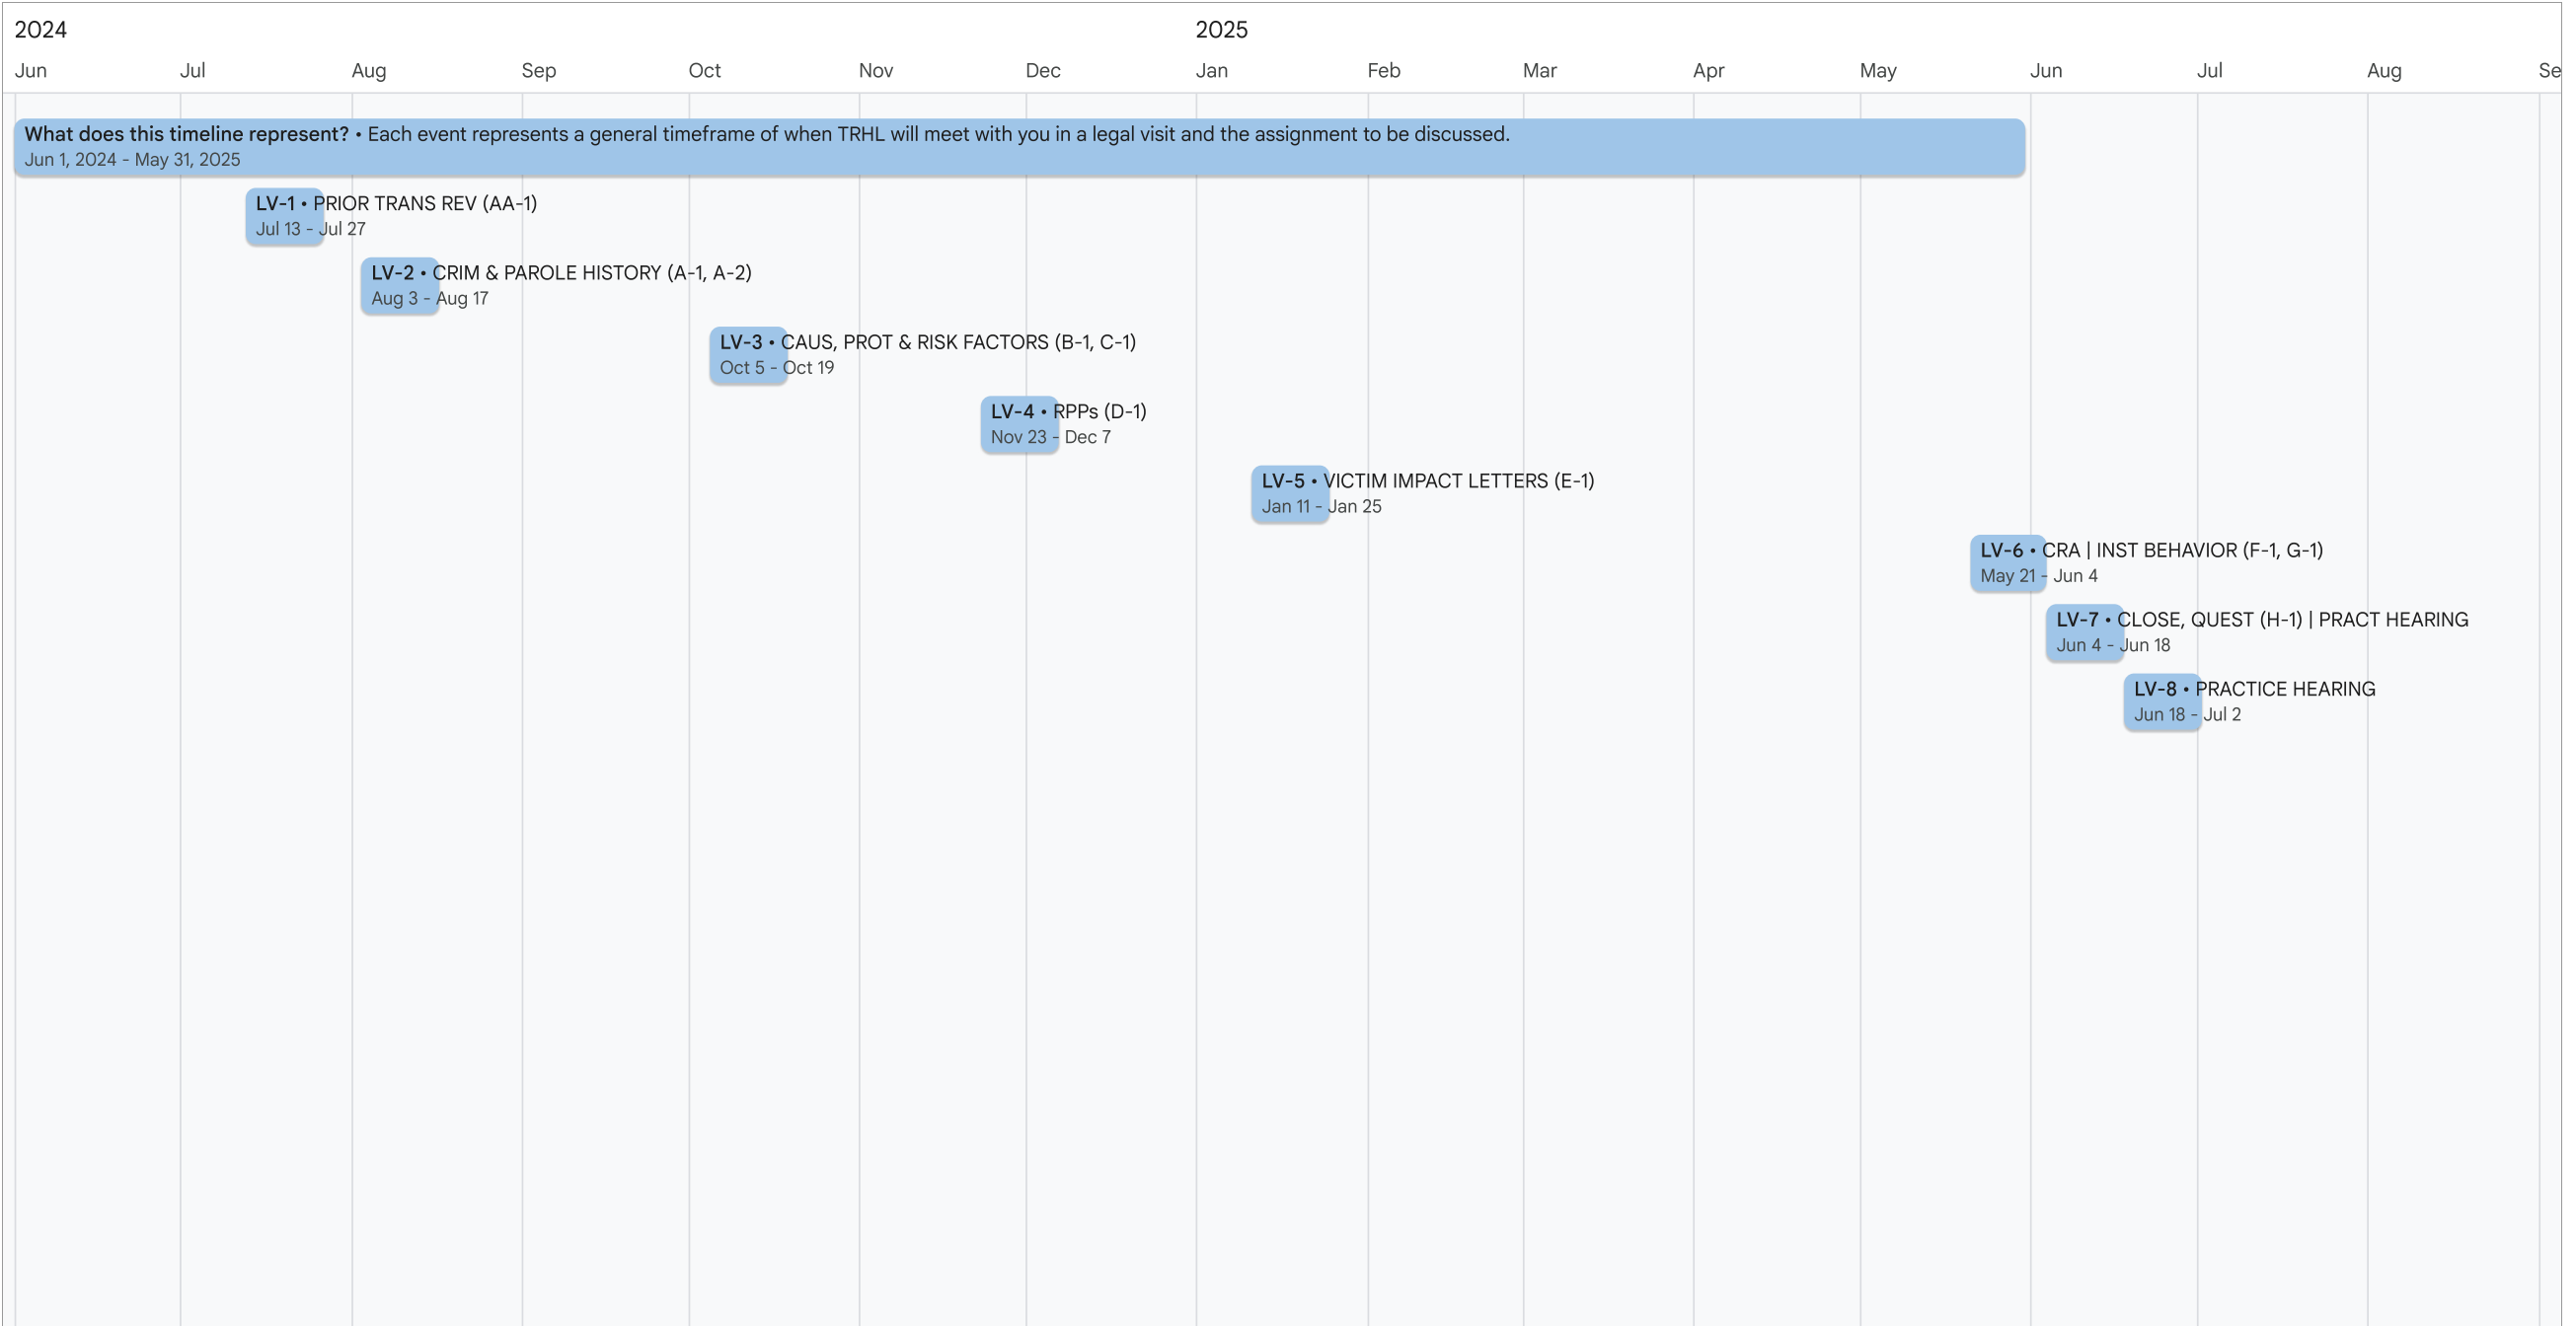 2024 2025
Jun Jul Aug Sep Oct Nov Dec Jan Feb Mar Apr May Jun Jul Aug Se
What does this timeline represent? • Each event represents a general timeframe of when TRHL will meet with you in a legal visit and the assignment to be discussed.
Jun 1, 2024 - May 31, 2025
LV-1 • PRIOR TRANS REV (AA-1)
Jul 13 - Jul 27
LV-2 • CRIM & PAROLE HISTORY (A-1, A-2)
Aug 3 - Aug 17
LV-3 • CAUS, PROT & RISK FACTORS (B-1, C-1)
Oct 5 - Oct 19
LV-4 • RPPs (D-1)
Nov 23 - Dec 7
LV-5 • VICTIM IMPACT LETTERS (E-1)
Jan 11 - Jan 25
LV-6 • CRA | INST BEHAVIOR (F-1, G-1)
May 21 - Jun 4
LV-7 • CLOSE, QUEST (H-1) | PRACT HEARING
Jun 4 - Jun 18
LV-8 • PRACTICE HEARING
Jun 18 - Jul 2